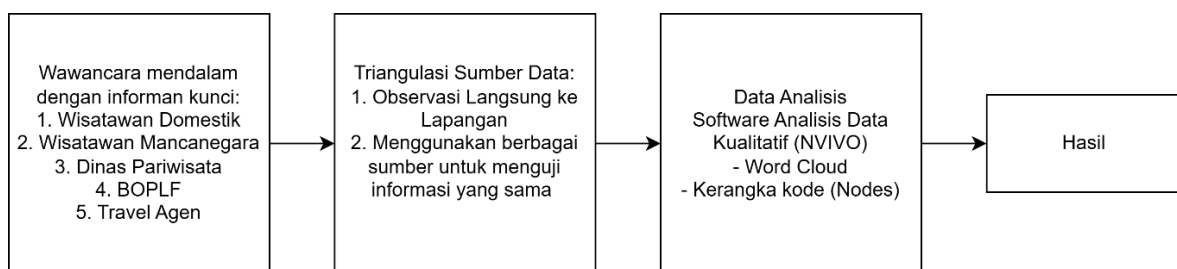 Wawancara mendalam
dengan informan kunci:
1. Wisatawan Domestik
2. Wisatawan Mancanegara
3. Dinas Pariwisata
4. BOPLF
5. Travel Agen
Triangulasi Sumber Data:
1. Observasi Langsung ke
Lapangan
2. Menggunakan berbagai
sumber untuk menguji
informasi yang sama
Data Analisis
Software Analisis Data
Kualitatif (NVIVO)
- Word Cloud
- Kerangka kode (Nodes)
Hasil